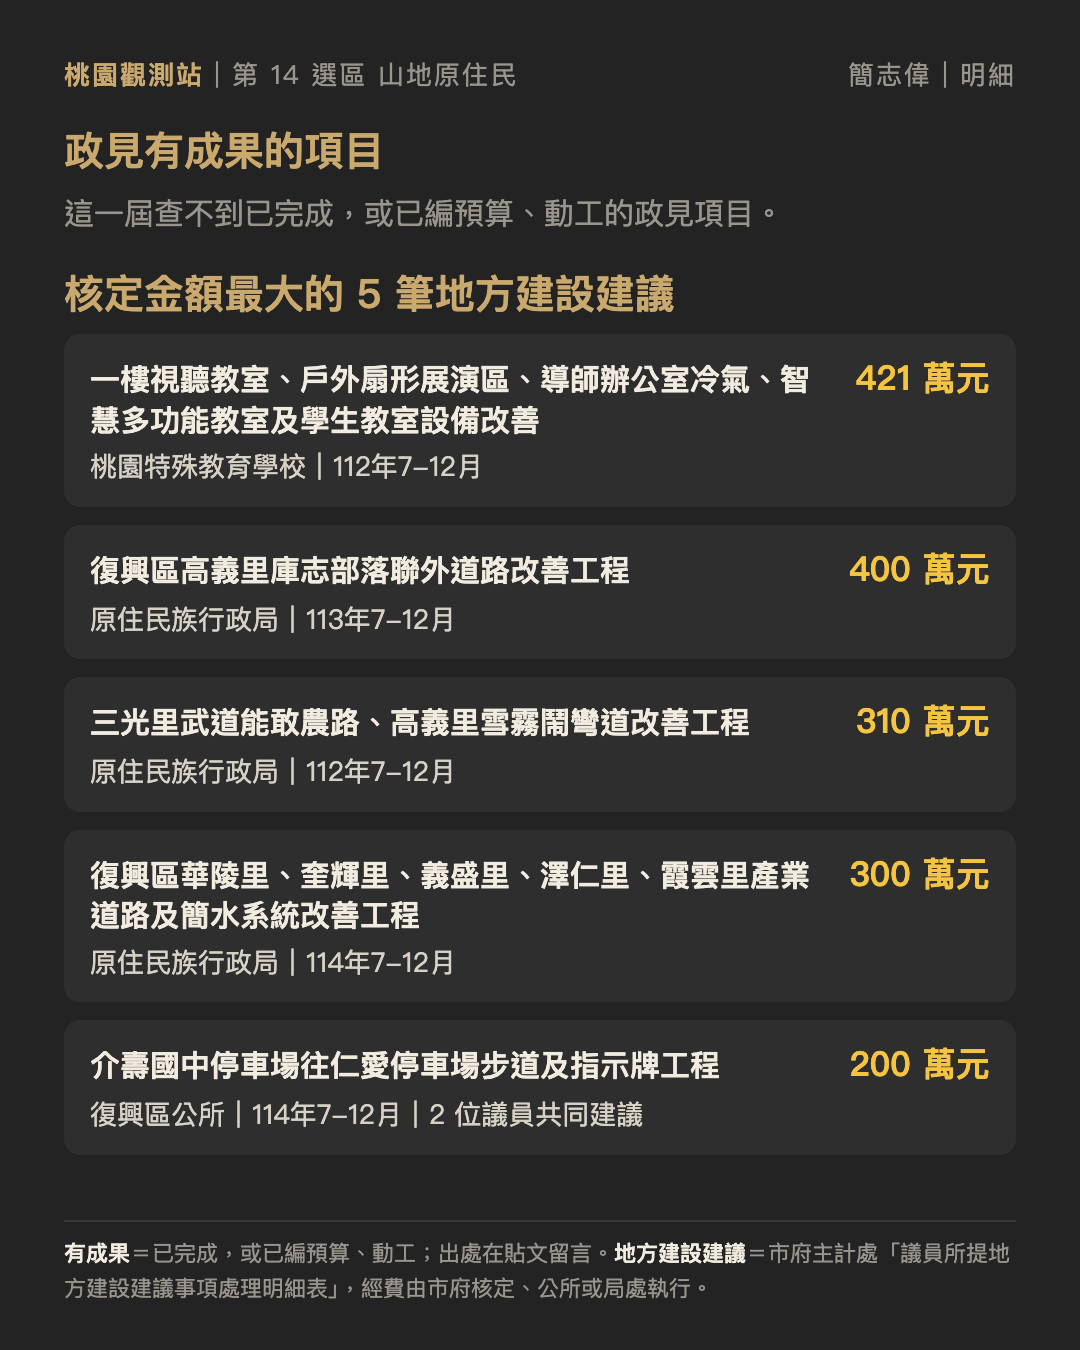 桃園觀測站｜第 14 選區 山地原住民
簡志偉｜明細
政見有成果的項目
這一屆查不到已完成，或已編預算、動工的政見項目。
核定金額最大的 5 筆地方建設建議
一樓視聽教室、戶外扇形展演區、導師辦公室冷氣、智
慧多功能教室及學生教室設備改善
421 萬元
桃園特殊教育學校｜112年7–12月
復興區高義里庫志部落聯外道路改善工程
400 萬元
原住民族行政局｜113年7–12月
三光里武道能敢農路、高義里雪霧鬧彎道改善工程
310 萬元
原住民族行政局｜112年7–12月
復興區華陵里、奎輝里、義盛里、澤仁里、霞雲里產業
道路及簡水系統改善工程
300 萬元
原住民族行政局｜114年7–12月
介壽國中停車場往仁愛停車場步道及指示牌工程
200 萬元
復興區公所｜114年7–12月｜2 位議員共同建議
有成果＝已完成，或已編預算、動工；出處在貼文留言。地方建設建議＝市府主計處「議員所提地
方建設建議事項處理明細表」，經費由市府核定、公所或局處執行。